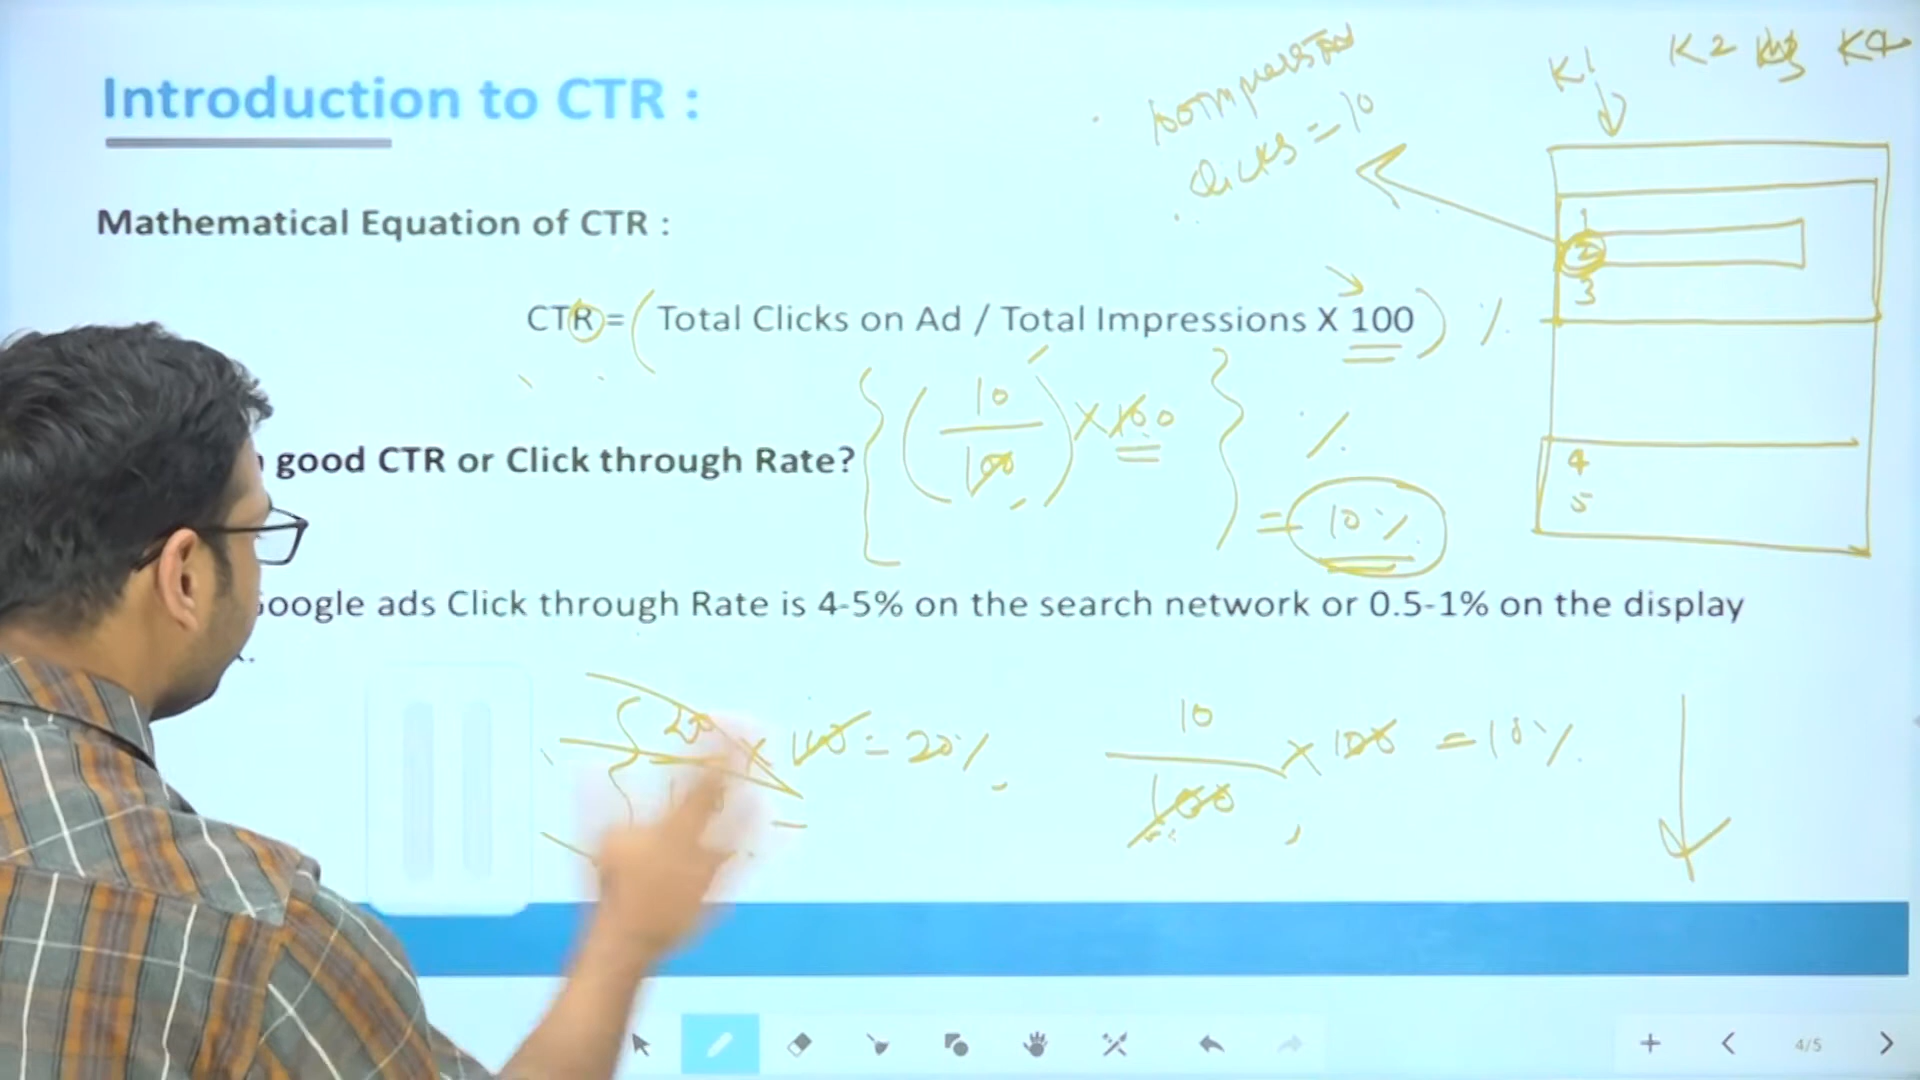 Introduction to CTR :
K1 K2 K4
clicks = 10
Mathematical Equation of CTR :
1
2
3
CTR = ( Total Clicks on Ad / Total Impressions X 100 ) %
{ ( 10 / 100 ) X 100 } %
good CTR or Click through Rate?
= 10%
4
5
oogle ads Click through Rate is 4-5% on the search network or 0.5-1% on the display
20 X 100 = 20%
10 / 100 X 100 = 10%
4/5